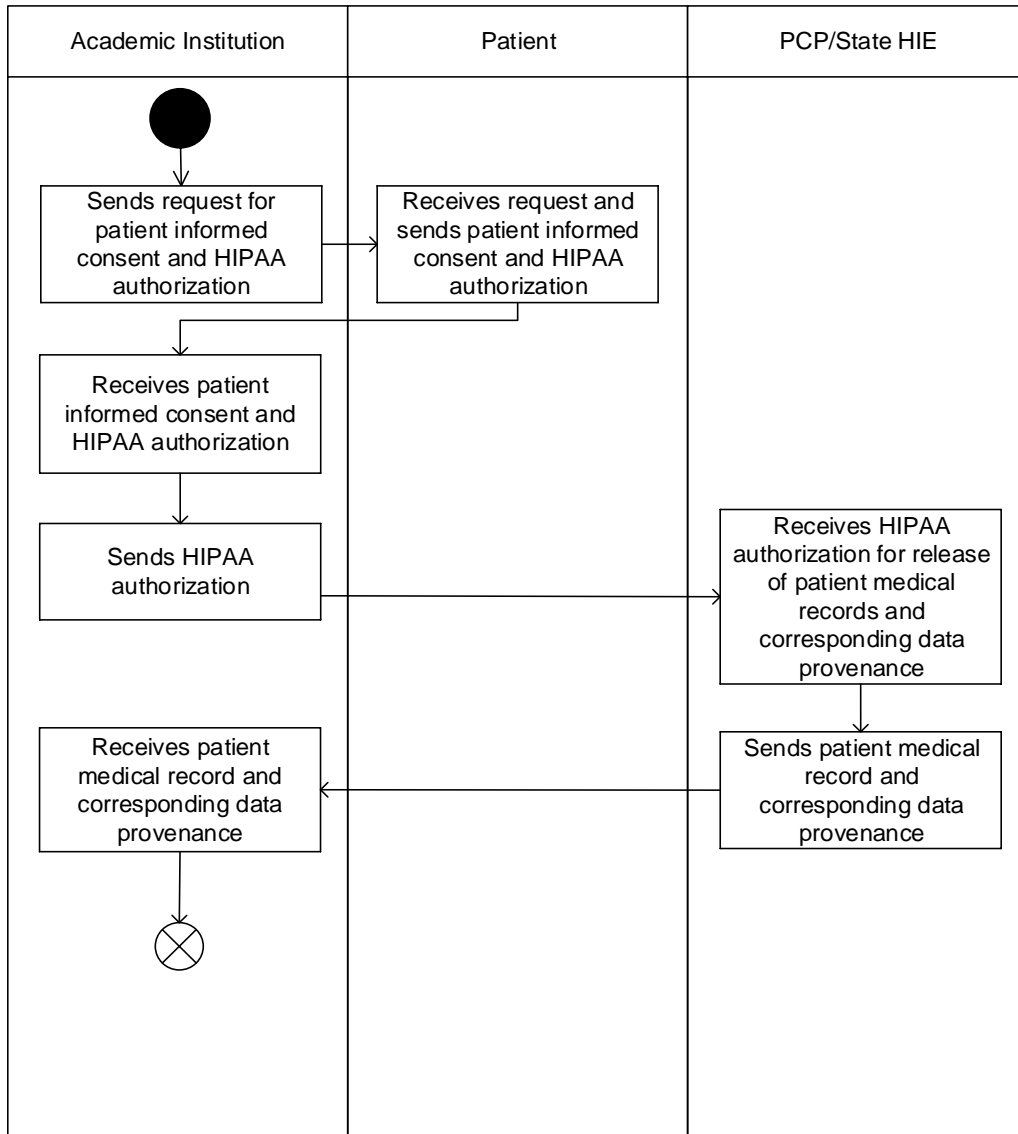 Academic Institution
Patient
PCP/State HIE
Sends request for
patient informed
consent and HIPAA
authorization
Receives request and
sends patient informed
consent and HIPAA
authorization
Receives patient
informed consent and
HIPAA authorization
Sends HIPAA
authorization
Receives HIPAA
authorization for release
of patient medical
records and
corresponding data
provenance
Sends patient medical
record and
corresponding data
provenance
Receives patient
medical record and
corresponding data
provenance